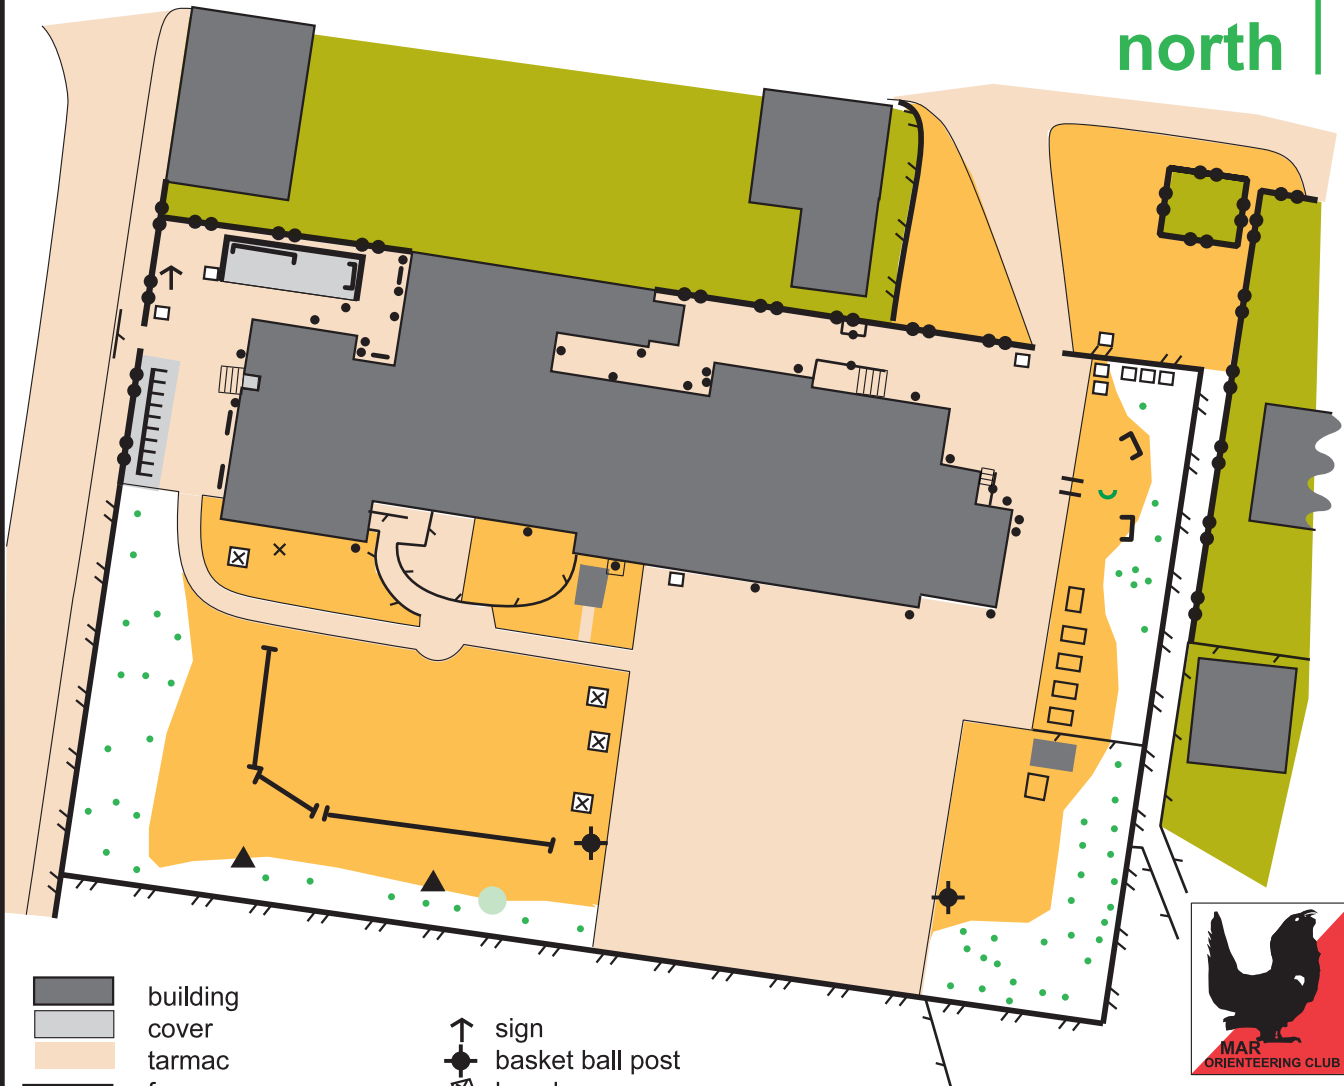 north
building
cover
tarmac
sign
basket ball post
MAR
ORIENTEERING CLUB